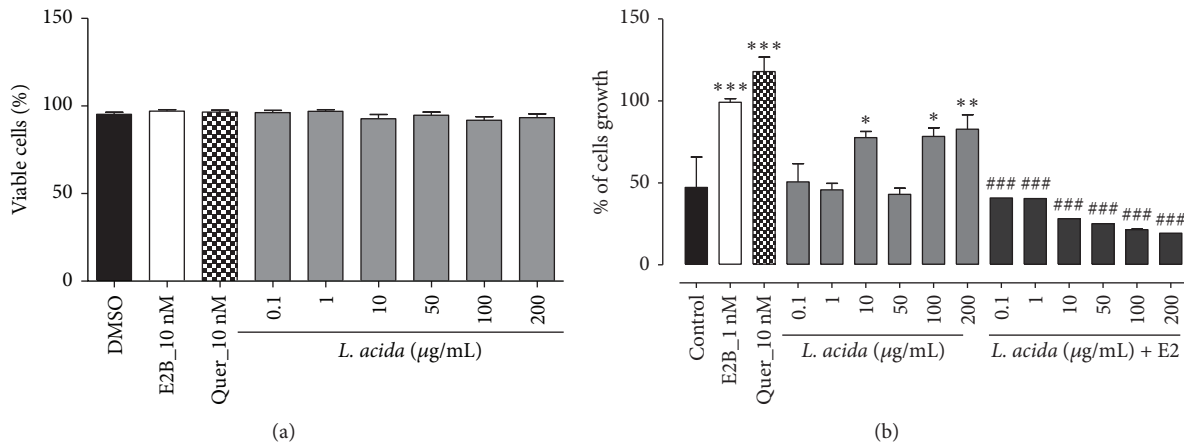 150
100
50
0
Viable cells (%)
DMSO
E2B_10 nM
Quer_10 nM
0.1
1
10
50
100
200
L. acida (μg/mL)
(a)
150
100
50
0
% of cells growth
***
***
*
*
**
###
###
###
###
###
###
Control
E2B_1 nM
Quer_10 nM
0.1
1
10
50
100
200
0.1
1
10
50
100
200
L. acida (μg/mL)
L. acida (μg/mL) + E2
(b)